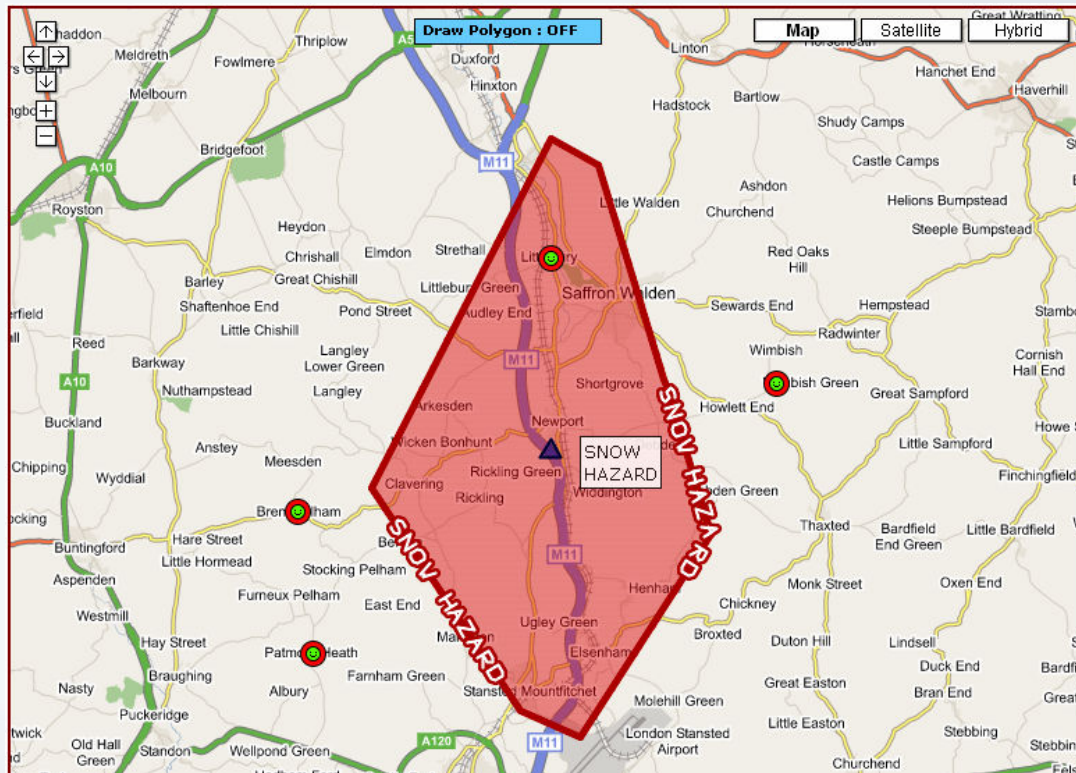 Draw Polygon : OFF
Map
Satellite
Hybrid
Great Wratting
Thriplow
Duxford
Linton
Horseheath
Meldreth
Fowlmere
Hinxton
Hanchet End
Haverhill
Melbourn
Hadstock
Bartlow
Shudy Camps
Bridgefoot
M11
Castle Camps
A10
Ashdon
Royston
Little Walden
Churchend
Helions Bumpstead
Heydon
Steeple Bumpstead
Elmdon
Strethall
Red Oaks
Hill
Chrishall
Great Chishill
Barley
Littlebury Green
Saffron Walden
Shaftenhoe End
Pond Street
Audley End
Sewards End
Hempstead
Little Chishill
Radwinter
Reed
Langley
Lower Green
Wimbish
Cornish
Hall End
Barkway
M11
A10
Nuthampstead
Langley
Shortgrove
Great Sampford
Buckland
Arkesden
Howlett End
Newport
Anstey
Wicken Bonhunt
Little Sampford
Chipping
Meesden
SNOW
HAZARD
Wyddial
Clavering
Rickling Green
Rickling
Widdington
Finchingfield
SNOW HAZARD
SNOW HAZARD
Thaxted
Bardfield
End Green
Little Bardfield
Buntingford
Hare Street
Little Hormead
Stocking Pelham
M11
Aspenden
Furneux Pelham
Henham
Monk Street
Oxen End
Westmill
East End
Chickney
Ugley Green
Hay Street
Broxted
Duton Hill
Lindsell
Elsenham
Duck End
Braughing
Farnham Green
Great Easton
Nasty
Albury
Stansted Mountfitchet
Molehill Green
Bran End
Puckeridge
Little Easton
Stebbing
Old Hall
Green
Standon
Wellpond Green
A120
M11
London Stansted
Airport
Churchend